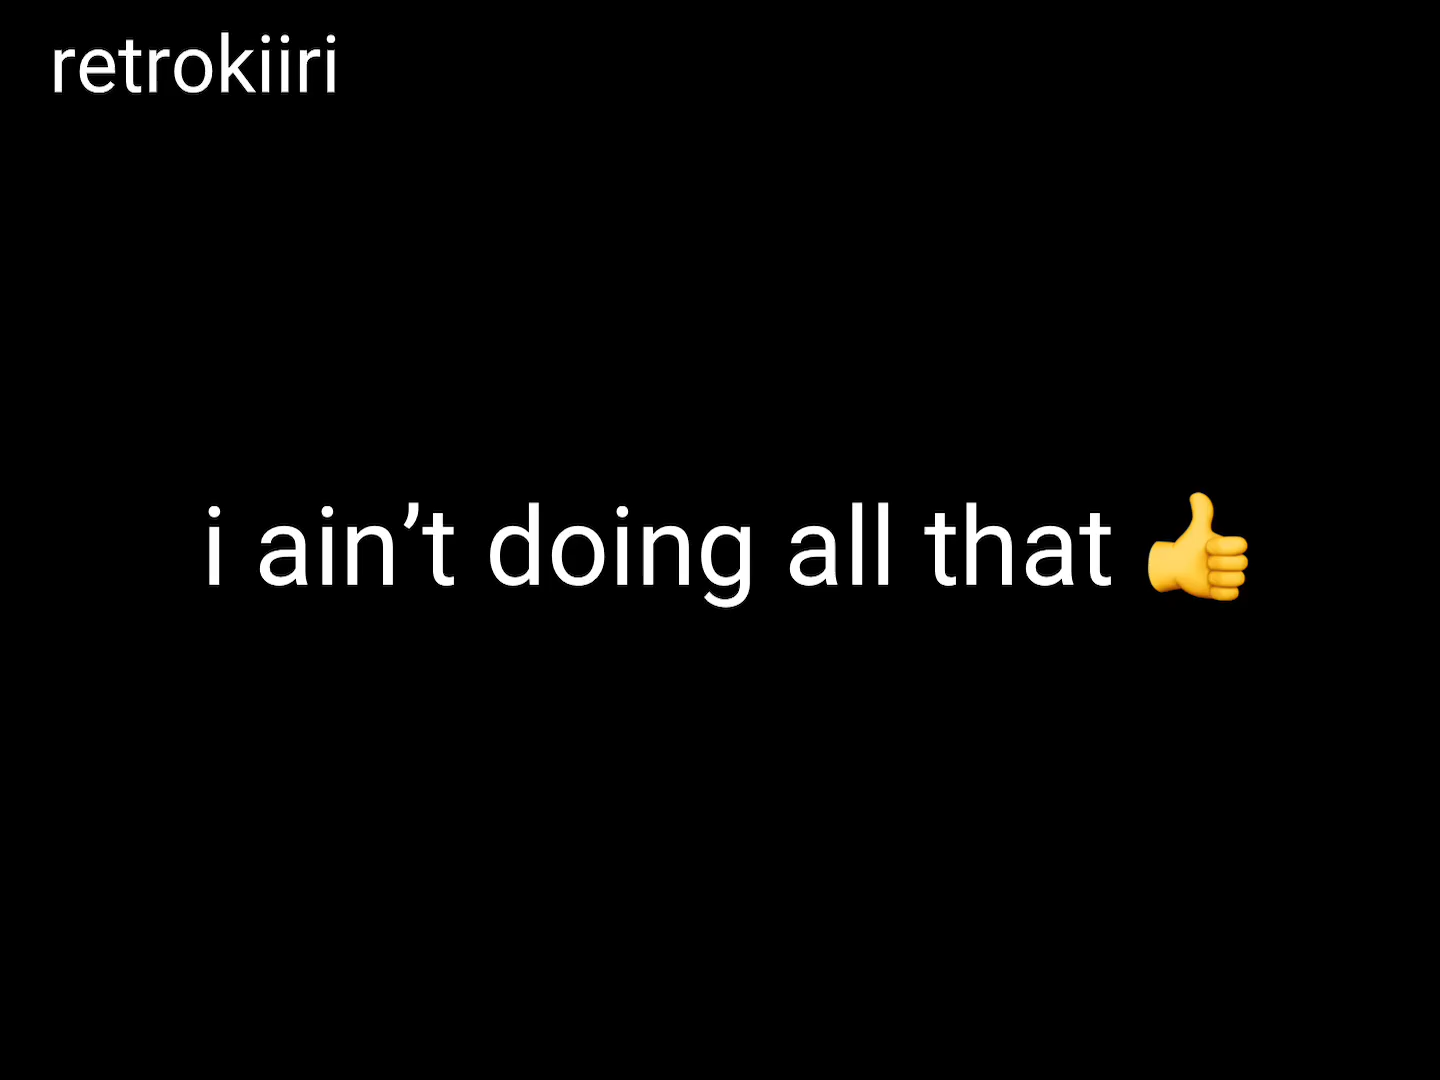 retrokiiri
i ain’t doing all that 👍